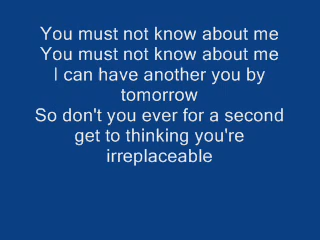 You must not know about me
You must not know about me
I can have another you by
tomorrow
So don't you ever for a second
get to thinking you're
irreplaceable